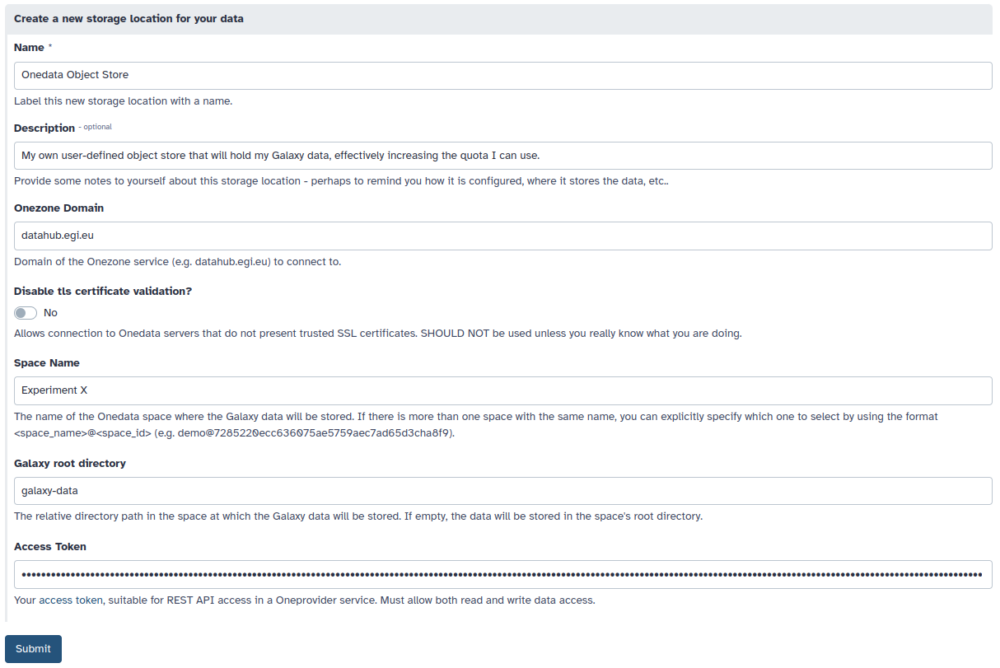 Create a new storage location for your data
Name *
Onedata Object Store
Label this new storage location with a name.
Description - optional
My own user-defined object store that will hold my Galaxy data, effectively increasing the quota I can use.
Provide some notes to yourself about this storage location - perhaps to remind you how it is configured, where it stores the data, etc..
Onezone Domain
datahub.egi.eu
Domain of the Onezone service (e.g. datahub.egi.eu) to connect to.
Disable tls certificate validation?
No
Allows connection to Onedata servers that do not present trusted SSL certificates. SHOULD NOT be used unless you really know what you are doing.
Space Name
Experiment X
The name of the Onedata space where the Galaxy data will be stored. If there is more than one space with the same name, you can explicitly specify which one to select by using the format
<space_name>@<space_id> (e.g. demo@7285220ecc636075ae5759aec7ad65d3cha8f9).
Galaxy root directory
galaxy-data
The relative directory path in the space at which the Galaxy data will be stored. If empty, the data will be stored in the space's root directory.
Access Token
Your access token, suitable for REST API access in a Oneprovider service. Must allow both read and write data access.
Submit